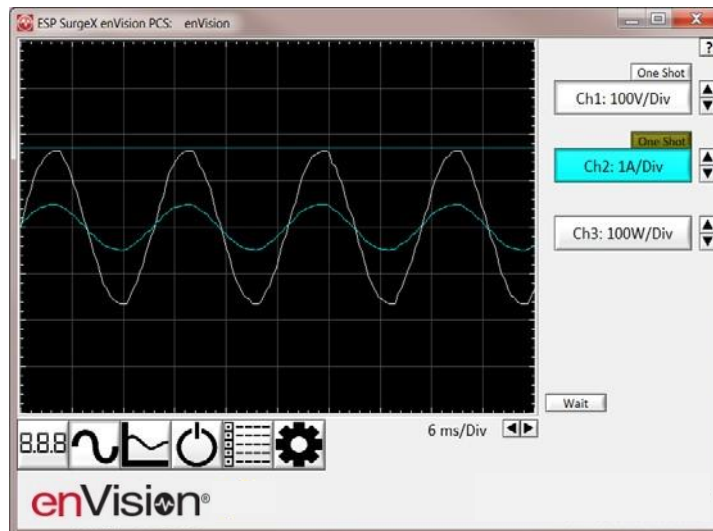 ESP SurgeX enVision PCS: enVision
?
One Shot
Ch1: 100V/Div
One Shot
Ch2: 1A/Div
Ch3: 100W/Div
Wait
6 ms/Div
8.8.8
enVision®